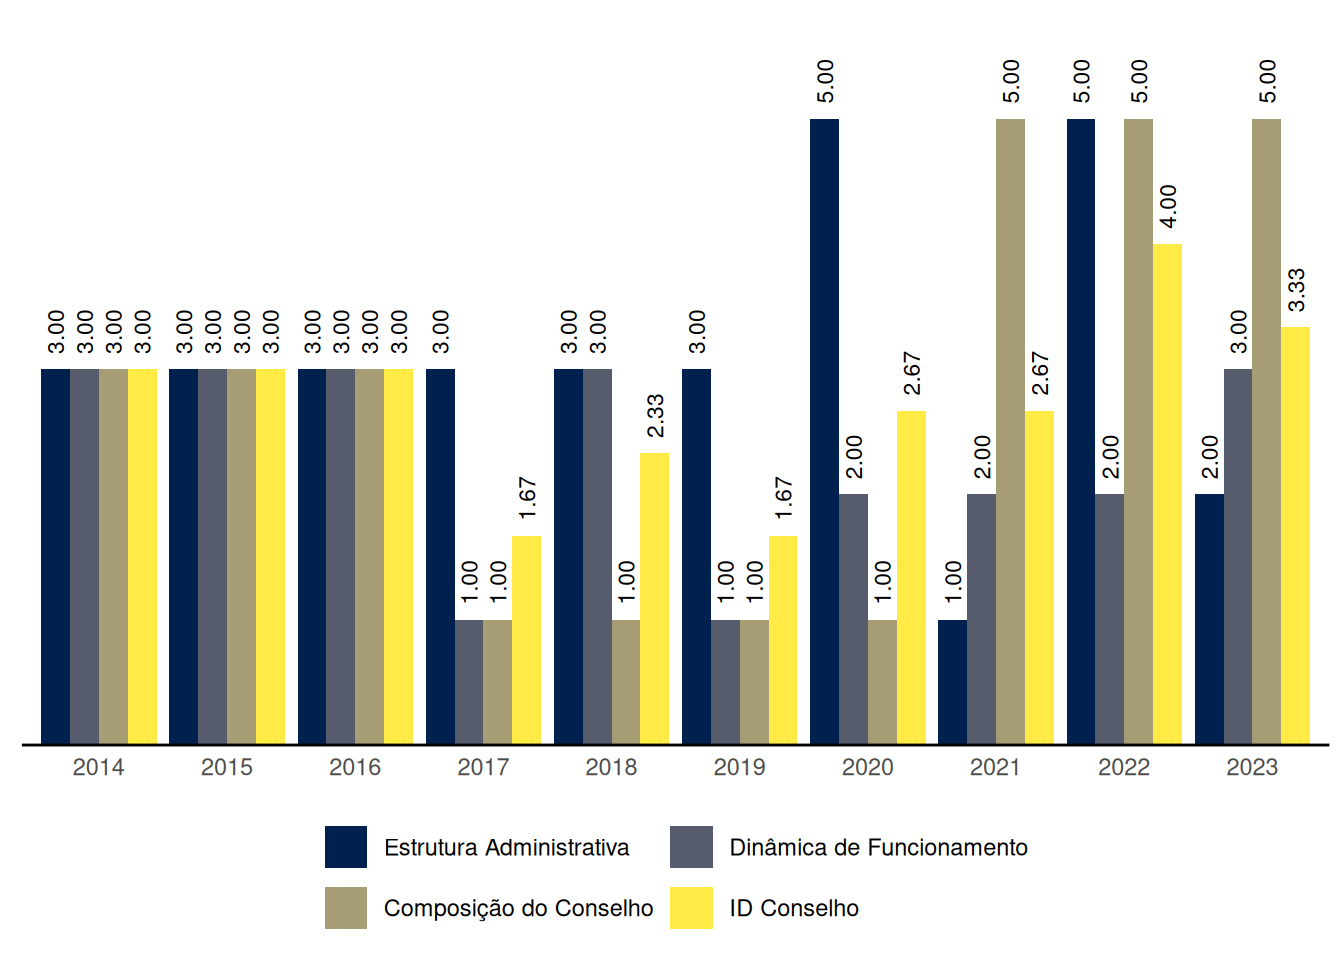 5.00 5.00 5.00 5.00 5.00
4.00
3.33
3.00 3.00 3.00 3.00 3.00 3.00 3.00 3.00 3.00 3.00 3.00 3.00 3.00 3.00 3.00 3.00 3.00
2.67 2.67
2.33
2.00 2.00 2.00 2.00
1.67 1.67
1.00 1.00 1.00 1.00 1.00 1.00 1.00
2014 2015 2016 2017 2018 2019 2020 2021 2022 2023
Estrutura Administrativa Dinâmica de Funcionamento
Composição do Conselho ID Conselho